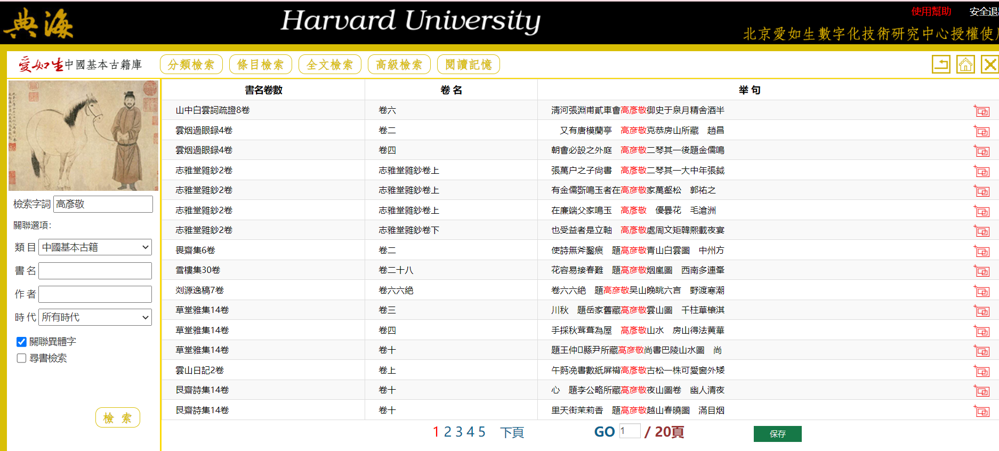 典海
Harvard University
使用幫助 安全退
北京愛如生數字化技術研究中心授權使
愛如生中國基本古籍庫
分類檢索 條目檢索 全文檢索 高級檢索 閱讀記憶
檢索字詞 高彥敬
關聯選項:
類目 中國基本古籍
書名
作者
時代 所有時代
關聯異體字
尋書檢索
檢 索
書名卷數 卷 名 举 句
山中白雲詞疏證8卷 卷六 清河張淵甫貳車會高彥敬御史于泉月精舍酒半
雲烟過眼録4卷 卷二 又有唐模蘭亭 高彦敬克恭房山所藏 趙昌
雲烟過眼録4卷 卷四 朝會必設之外庭 高彦敬二琴其一後題金儒鳴
志雅堂雜鈔2卷 志雅堂雜鈔卷上 張萬户之子尙書 高彥敬二琴其一大中年張鉞
志雅堂雜鈔2卷 志雅堂雜鈔卷上 有金儒斵鳴玉者在高彥敬家萬壑松 郭祐之
志雅堂雜鈔2卷 志雅堂雜鈔卷上 在廉端父家鳴玉 高彥敬 優曇花 毛滄洲
志雅堂雜鈔2卷 志雅堂雜鈔卷下 也受益者是立軸 高彥敬處周文矩韓熙載夜宴
畏齋集6卷 卷二 使詩無斧鑿痕 題高彦敬青山白雲圖 中州方
雪樓集30卷 卷二十八 花容易接春難 題髙彦敬烟嵐圖 西南多連峯
剡源逸稿7卷 卷六六絶 卷六六絶 題高彦敬吴山晚眺六言 野渡寒潮
草堂雅集14卷 卷三 川秋 題岳家舊藏高彦敬雲山圖 千柱華榱淇
草堂雅集14卷 卷四 手採秋茸葺為屋 高彦敬山水 房山得法黄華
草堂雅集14卷 卷十 題王仲縣尹所藏髙彦敬尚書巴陵山水圖 尚
雲山日記2卷 卷上 午麪凂書數紙屏褙高彥敬古松一株可愛窗外矮
艮齋詩集14卷 卷十 心 題李公略所藏髙彦敬夜山圖卷 幽人清夜
艮齋詩集14卷 卷十 里天街茉莉香 題髙彦敬越山春曉圖 滿目烟
1 2 3 4 5 下頁 GO 1 / 20頁 保存